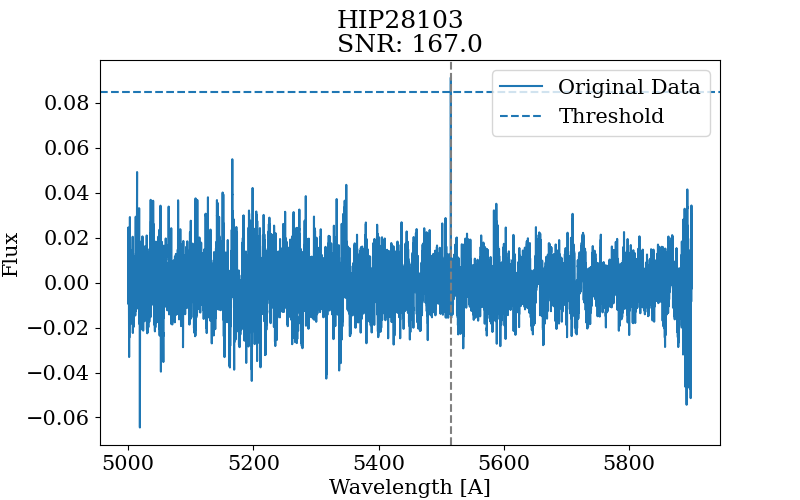 HIP28103
SNR: 167.0
Original Data
Threshold
0.08
0.06
0.04
0.02
0.00
−0.02
−0.04
−0.06
Flux
5000 5200 5400 5600 5800
Wavelength [A]